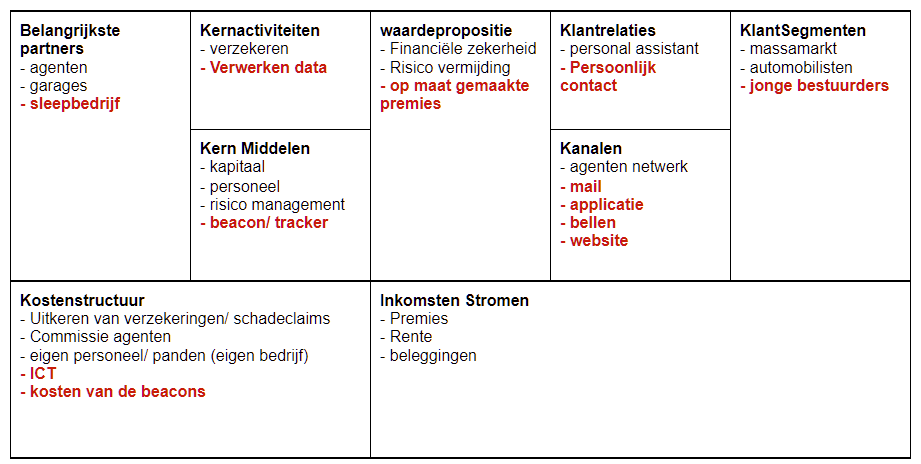 Belangrijkste
partners
- agenten
- garages
- sleepbedrijf
Kernactiviteiten
- verzekeren
- Verwerken data
Kern Middelen
- kapitaal
- personeel
- risico management
- beacon/ tracker
waardepropositie
- Financiële zekerheid
- Risico vermijding
- op maat gemaakte
premies
Klantrelaties
- personal assistant
- Persoonlijk
contact
Kanalen
- agenten netwerk
- mail
- applicatie
- bellen
- website
KlantSegmenten
- massamarkt
- automobilisten
- jonge bestuurders
Kostenstructuur
- Uitkeren van verzekeringen/ schadeclaims
- Commissie agenten
- eigen personeel/ panden (eigen bedrijf)
- ICT
- kosten van de beacons
Inkomsten Stromen
- Premies
- Rente
- beleggingen